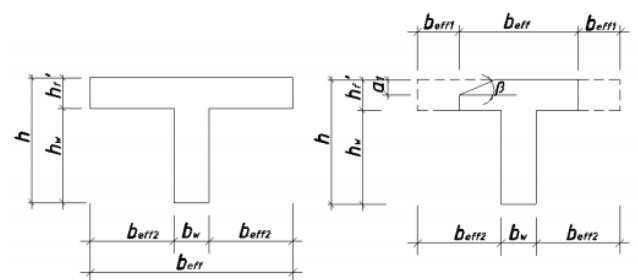 beff1 beff beff1
h hf' hw
h hf' a1 β hw
beff2 bw beff2
beff
beff2 bw beff2